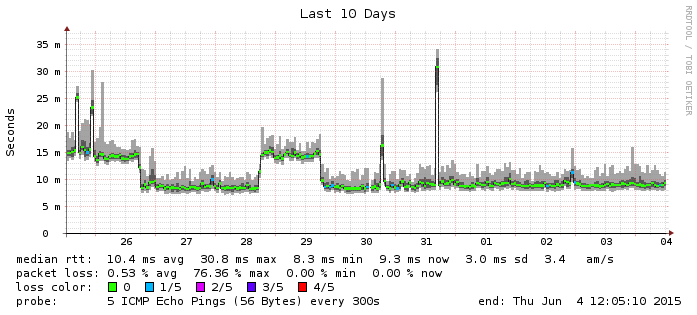 Last 10 Days
RRDTOOL / TOBI OETIKER
Seconds
35 m
30 m
25 m
20 m
15 m
10 m
5 m
0
26 27 28 29 30 31 01 02 03 04
median rtt: 10.4 ms avg 30.8 ms max 8.3 ms min 9.3 ms now 3.0 ms sd 3.4 am/s
packet loss: 0.53 % avg 76.36 % max 0.00 % min 0.00 % now
loss color: 0 1/5 2/5 3/5 4/5
probe: 5 ICMP Echo Pings (56 Bytes) every 300s end: Thu Jun 4 12:05:10 2015